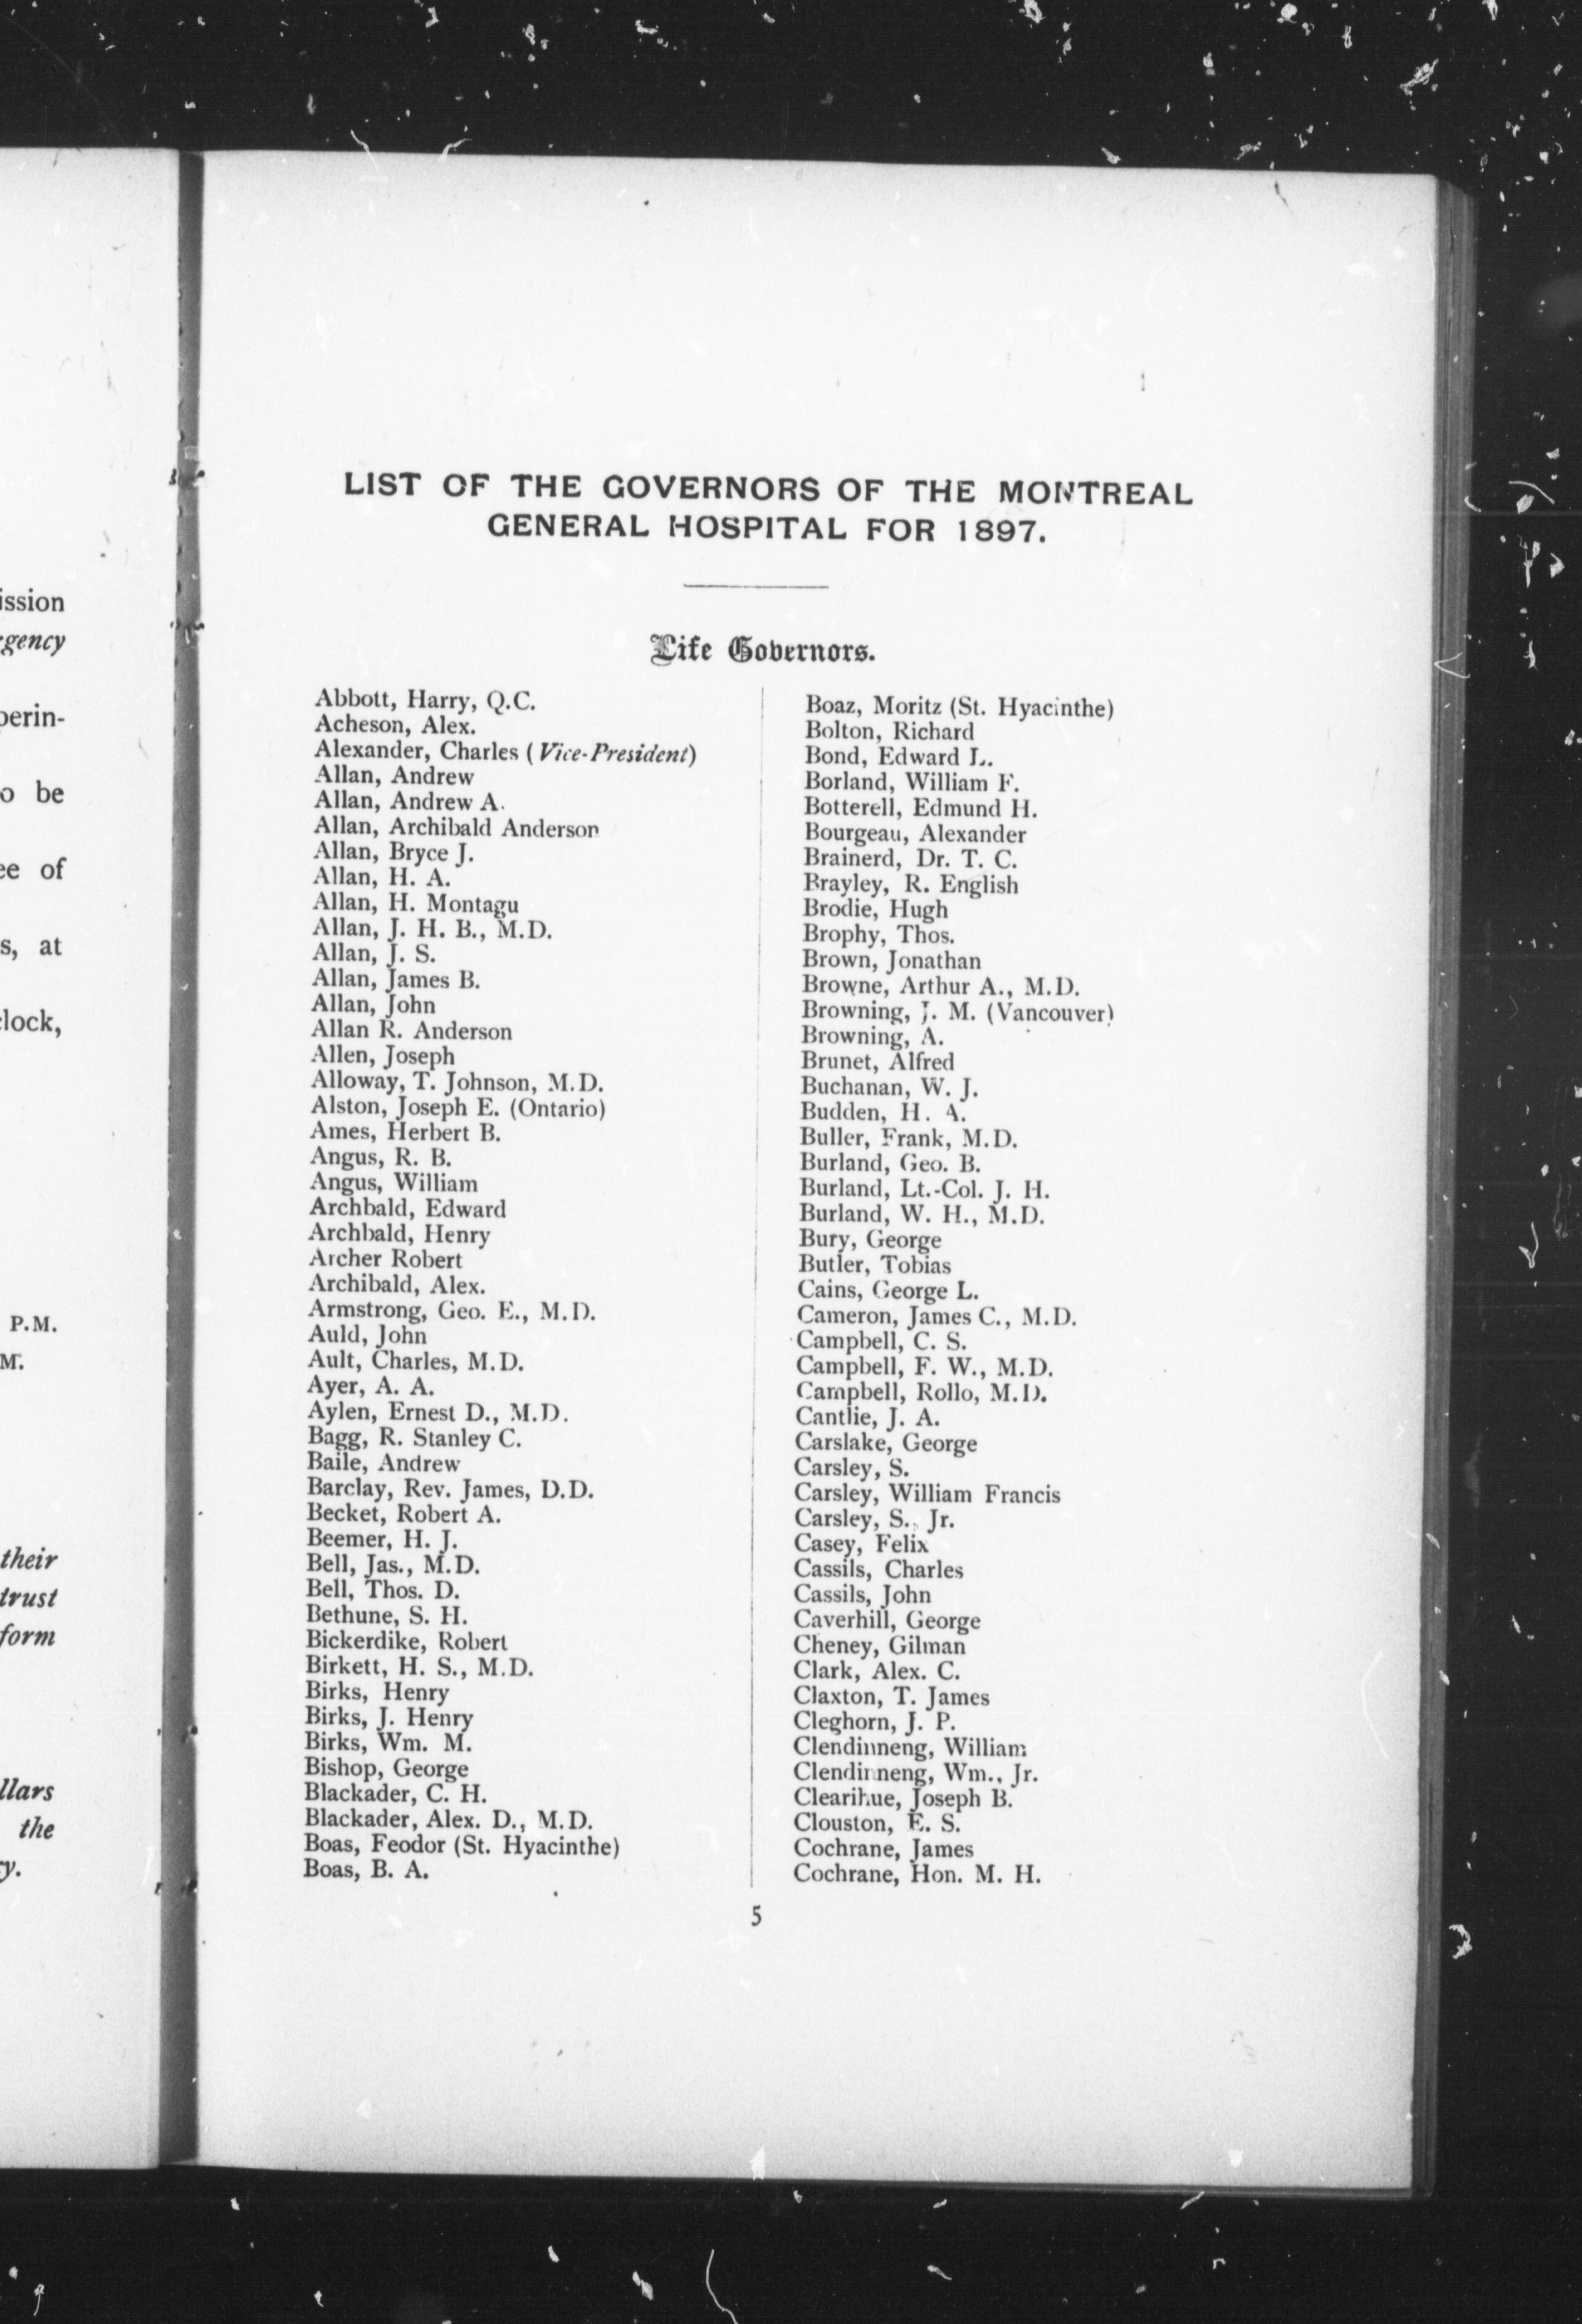 ission
gency
perin-
o be
ee of
s, at
clock,
P.M.
M.
their
trust
form
llars
the
y.
LIST OF THE GOVERNORS OF THE MONTREAL
GENERAL HOSPITAL FOR 1897.
Life Governors.
Abbott, Harry, Q.C.
Acheson, Alex.
Alexander, Charles (Vice-President)
Allan, Andrew
Allan, Andrew A.
Allan, Archibald Anderson
Allan, Bryce J.
Allan, H. A.
Allan, H. Montagu
Allan, J. H. B., M.D.
Allan, J. S.
Allan, James B.
Allan, John
Allan R. Anderson
Allen, Joseph
Alloway, T. Johnson, M.D.
Alston, Joseph E. (Ontario)
Ames, Herbert B.
Angus, R. B.
Angus, William
Archbald, Edward
Archbald, Henry
Archer Robert
Archibald, Alex.
Armstrong, Geo. E., M.D.
Auld, John
Ault, Charles, M.D.
Ayer, A. A.
Aylen, Ernest D., M.D.
Bagg, R. Stanley C.
Baile, Andrew
Barclay, Rev. James, D.D.
Becket, Robert A.
Beemer, H. J.
Bell, Jas., M.D.
Bell, Thos. D.
Bethune, S. H.
Bickerdike, Robert
Birkett, H. S., M.D.
Birks, Henry
Birks, J. Henry
Birks, Wm. M.
Bishop, George
Blackader, C. H.
Blackader, Alex. D., M.D.
Boas, Feodor (St. Hyacinthe)
Boas, B. A.
Boaz, Moritz (St. Hyacinthe)
Bolton, Richard
Bond, Edward L.
Borland, William F.
Botterell, Edmund H.
Bourgeau, Alexander
Brainerd, Dr. T. C.
Brayley, R. English
Brodie, Hugh
Brophy, Thos.
Brown, Jonathan
Browne, Arthur A., M.D.
Browning, J. M. (Vancouver)
Browning, A.
Brunet, Alfred
Buchanan, W. J.
Budden, H. A.
Buller, Frank, M.D.
Burland, Geo. B.
Burland, Lt.-Col. J. H.
Burland, W. H., M.D.
Bury, George
Butler, Tobias
Cains, George L.
Cameron, James C., M.D.
Campbell, C. S.
Campbell, F. W., M.D.
Campbell, Rollo, M.D.
Cantlie, J. A.
Carslake, George
Carsley, S.
Carsley, William Francis
Carsley, S., Jr.
Casey, Felix
Cassils, Charles
Cassils, John
Caverhill, George
Cheney, Gilman
Clark, Alex. C.
Claxton, T. James
Cleghorn, J. P.
Clendinneng, William
Clendinneng, Wm., Jr.
Clearihue, Joseph B.
Clouston, E. S.
Cochrane, James
Cochrane, Hon. M. H.
5